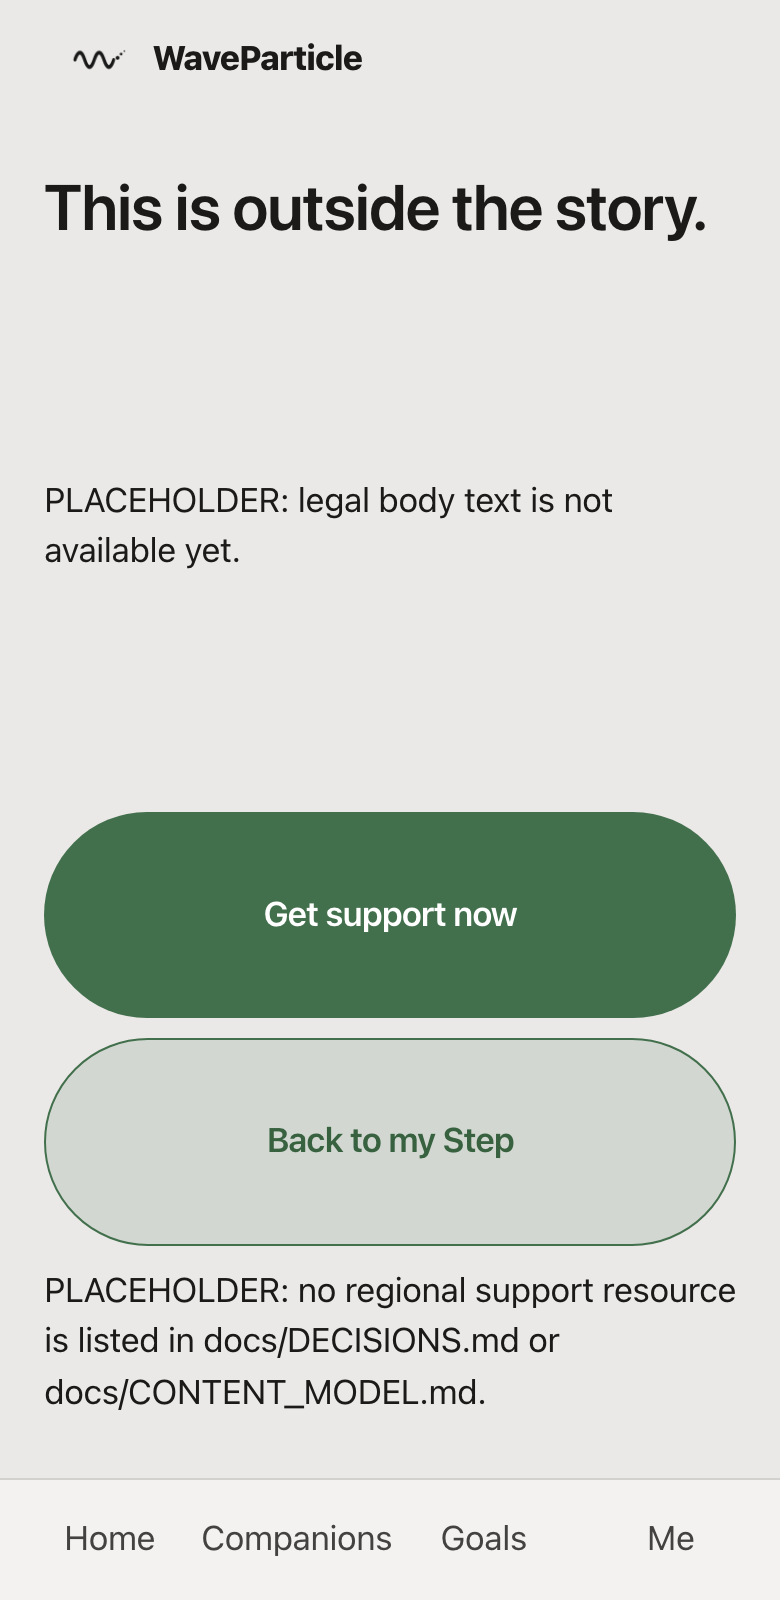 WaveParticle
This is outside the story.
PLACEHOLDER: legal body text is not
available yet.
Get support now
Back to my Step
PLACEHOLDER: no regional support resource
is listed in docs/DECISIONS.md or
docs/CONTENT_MODEL.md.
Home Companions Goals Me